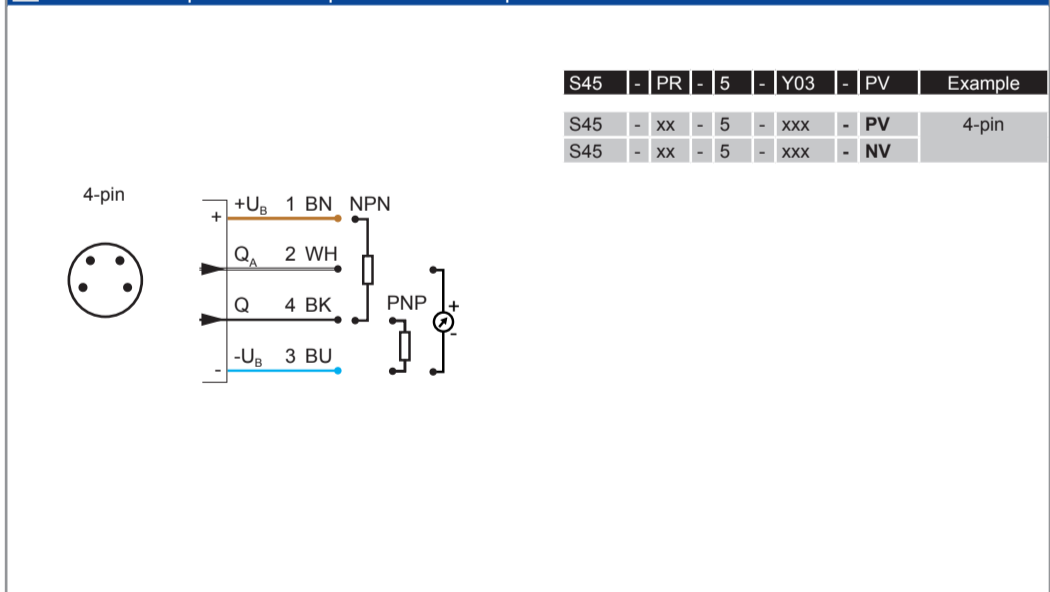 S45 - PR - 5 - Y03 - PV Example
S45 - xx - 5 - xxx - PV 4-pin
S45 - xx - 5 - xxx - NV
4-pin
+ +UB 1 BN NPN
QA 2 WH
Q 4 BK PNP +
-
- -UB 3 BU